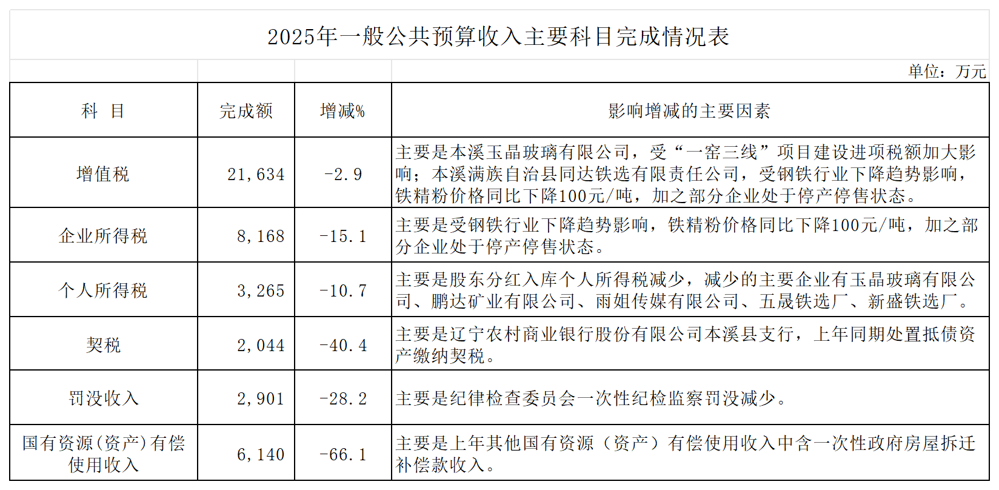 2025年一般公共预算收入主要科目完成情况表
单位：万元
科 目
完成额
增减%
影响增减的主要因素
增值税
21,634
-2.9
主要是本溪玉晶玻璃有限公司，受“一窑三线”项目建设进项税额加大影
响；本溪满族自治县同达铁选有限责任公司，受钢铁行业下降趋势影响，
铁精粉价格同比下降100元/吨，加之部分企业处于停产停售状态。
企业所得税
8,168
-15.1
主要是受钢铁行业下降趋势影响，铁精粉价格同比下降100元/吨，加之部
分企业处于停产停售状态。
个人所得税
3,265
-10.7
主要是股东分红入库个人所得税减少，减少的主要企业有玉晶玻璃有限公
司、鹏达矿业有限公司、雨姐传媒有限公司、五晟铁选厂、新盛铁选厂。
契税
2,044
-40.4
主要是辽宁农村商业银行股份有限公司本溪县支行，上年同期处置抵债资
产缴纳契税。
罚没收入
2,901
-28.2
主要是纪律检查委员会一次性纪检监察罚没减少。
国有资源(资产)有偿
使用收入
6,140
-66.1
主要是上年其他国有资源（资产）有偿使用收入中含一次性政府房屋拆迁
补偿款收入。